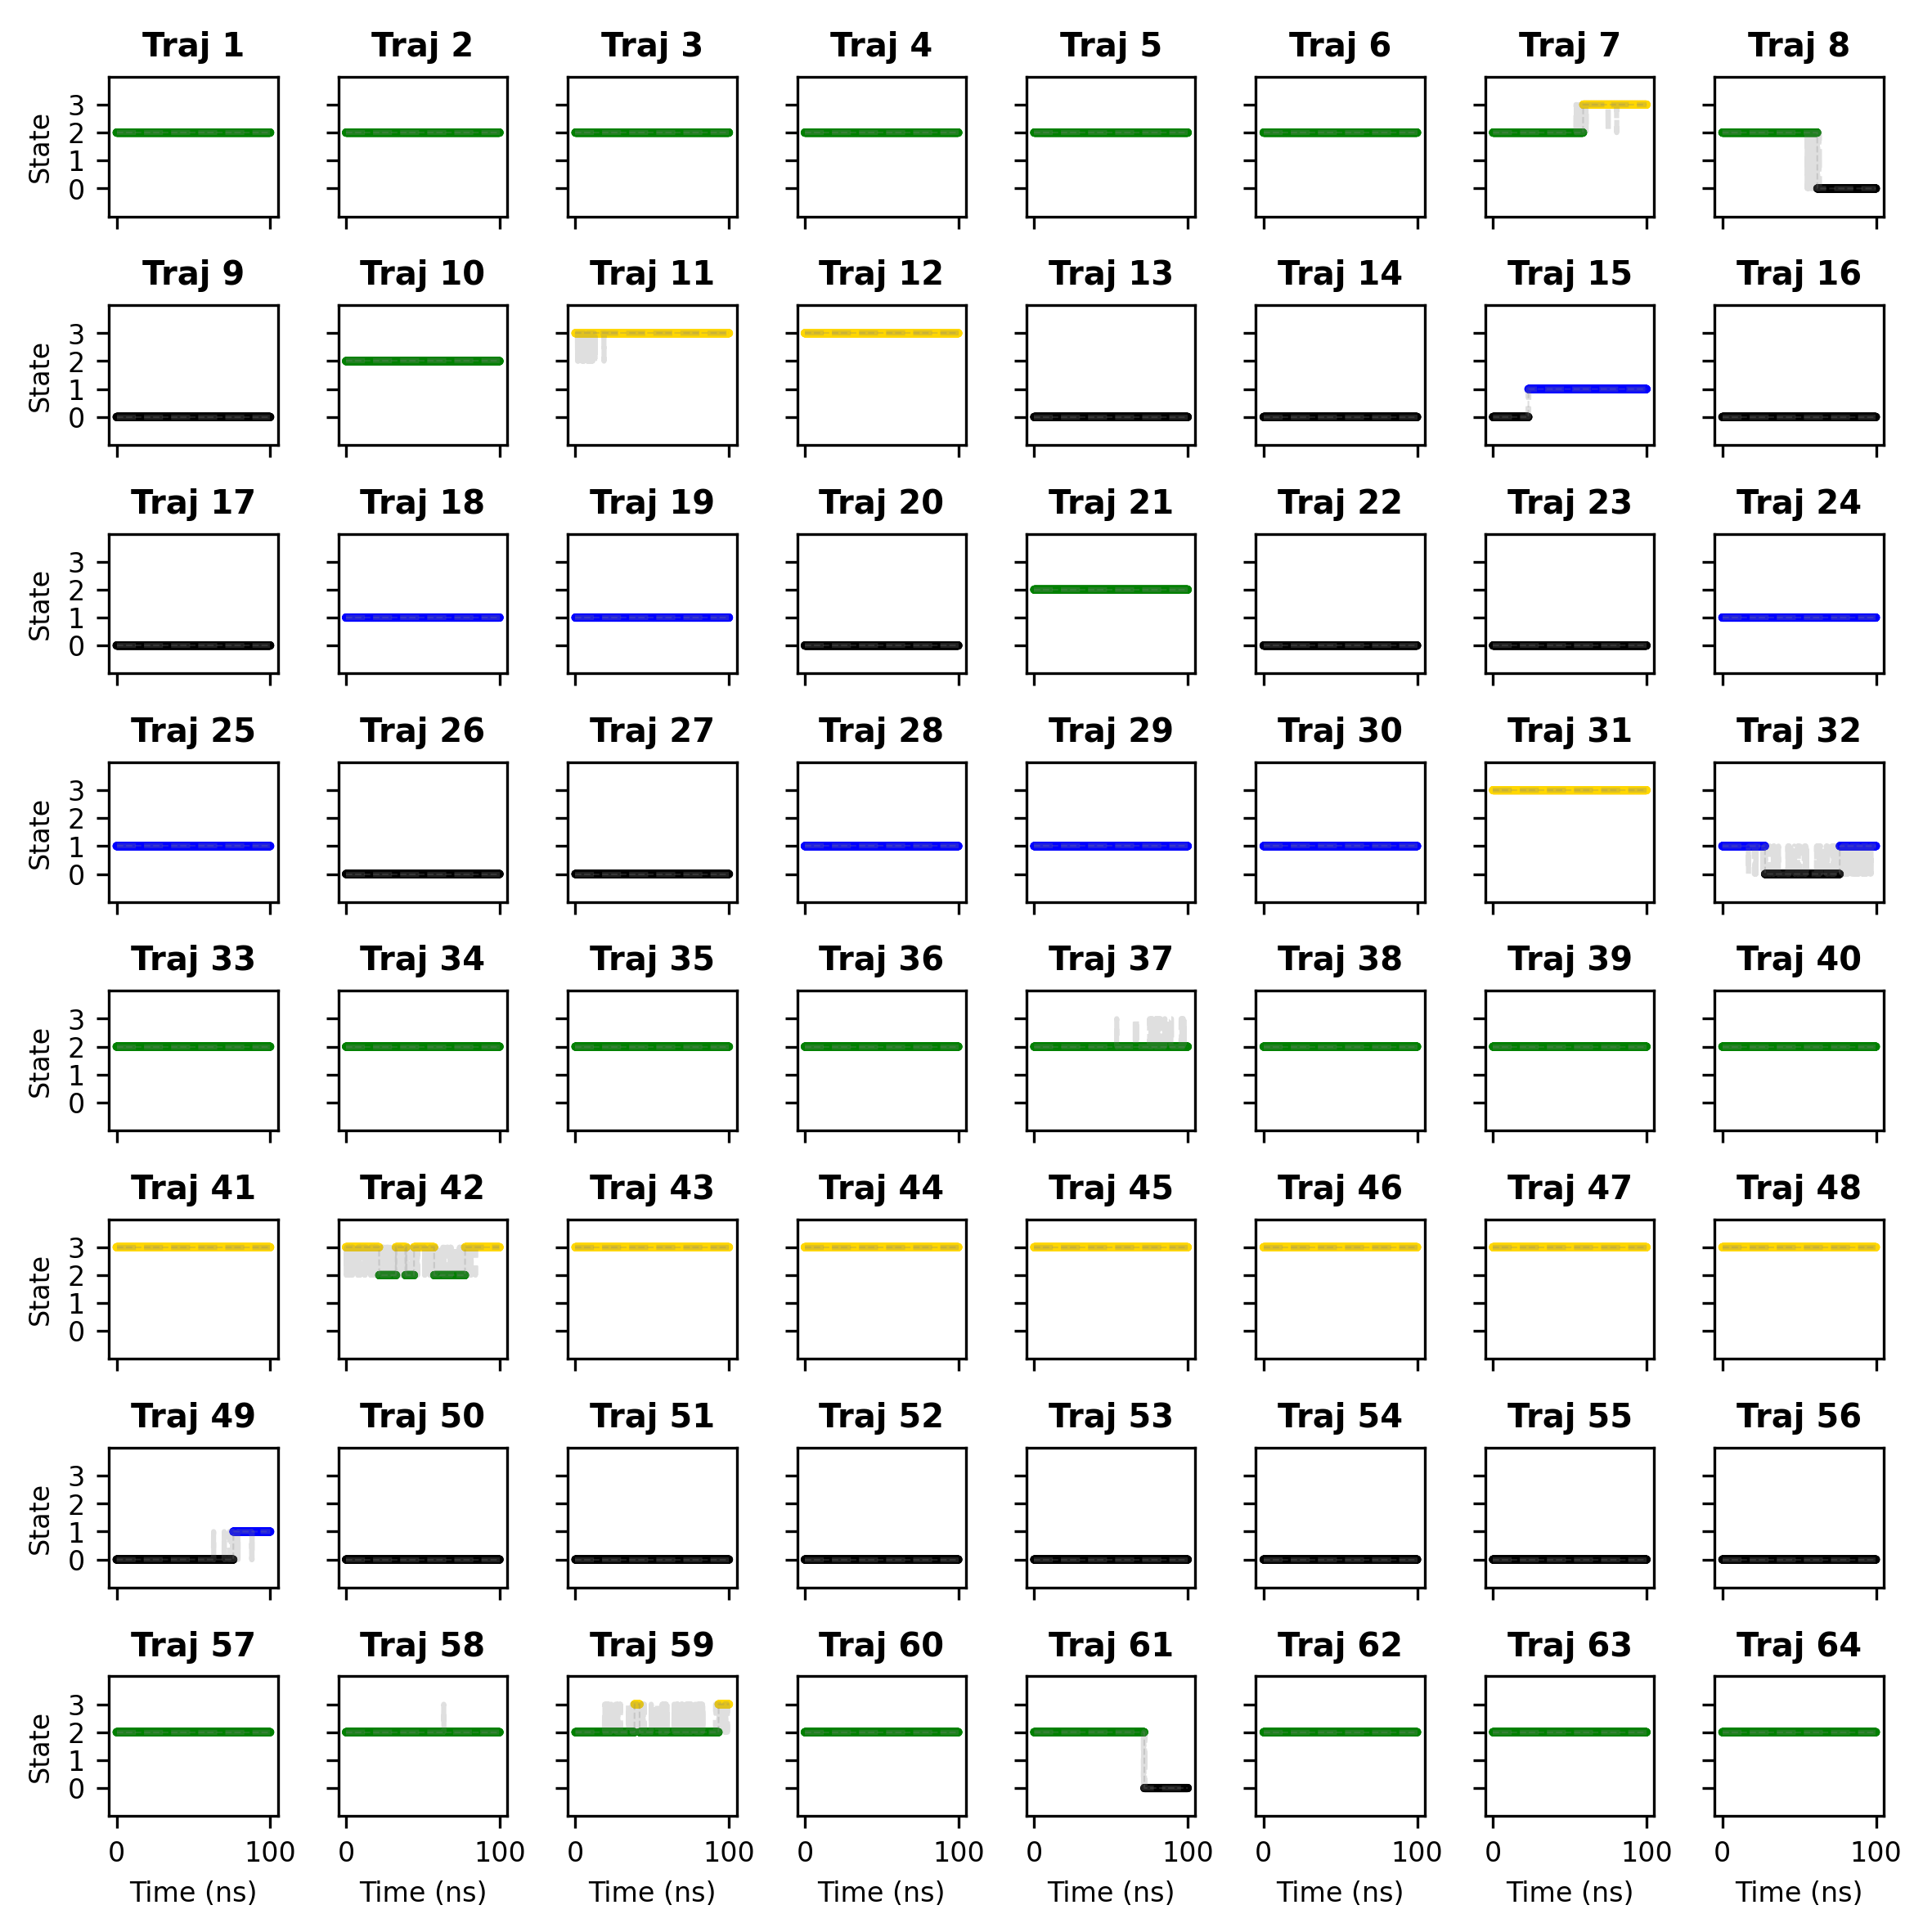 Traj 1 Traj 2 Traj 3 Traj 4 Traj 5 Traj 6 Traj 7 Traj 8
3
2
1
0
State
Traj 9 Traj 10 Traj 11 Traj 12 Traj 13 Traj 14 Traj 15 Traj 16
3
2
1
0
State
Traj 17 Traj 18 Traj 19 Traj 20 Traj 21 Traj 22 Traj 23 Traj 24
3
2
1
0
State
Traj 25 Traj 26 Traj 27 Traj 28 Traj 29 Traj 30 Traj 31 Traj 32
3
2
1
0
State
Traj 33 Traj 34 Traj 35 Traj 36 Traj 37 Traj 38 Traj 39 Traj 40
3
2
1
0
State
Traj 41 Traj 42 Traj 43 Traj 44 Traj 45 Traj 46 Traj 47 Traj 48
3
2
1
0
State
Traj 49 Traj 50 Traj 51 Traj 52 Traj 53 Traj 54 Traj 55 Traj 56
3
2
1
0
State
Traj 57 Traj 58 Traj 59 Traj 60 Traj 61 Traj 62 Traj 63 Traj 64
3
2
1
0
State
0 100 0 100 0 100 0 100 0 100 0 100 0 100 0 100
Time (ns) Time (ns) Time (ns) Time (ns) Time (ns) Time (ns) Time (ns) Time (ns)